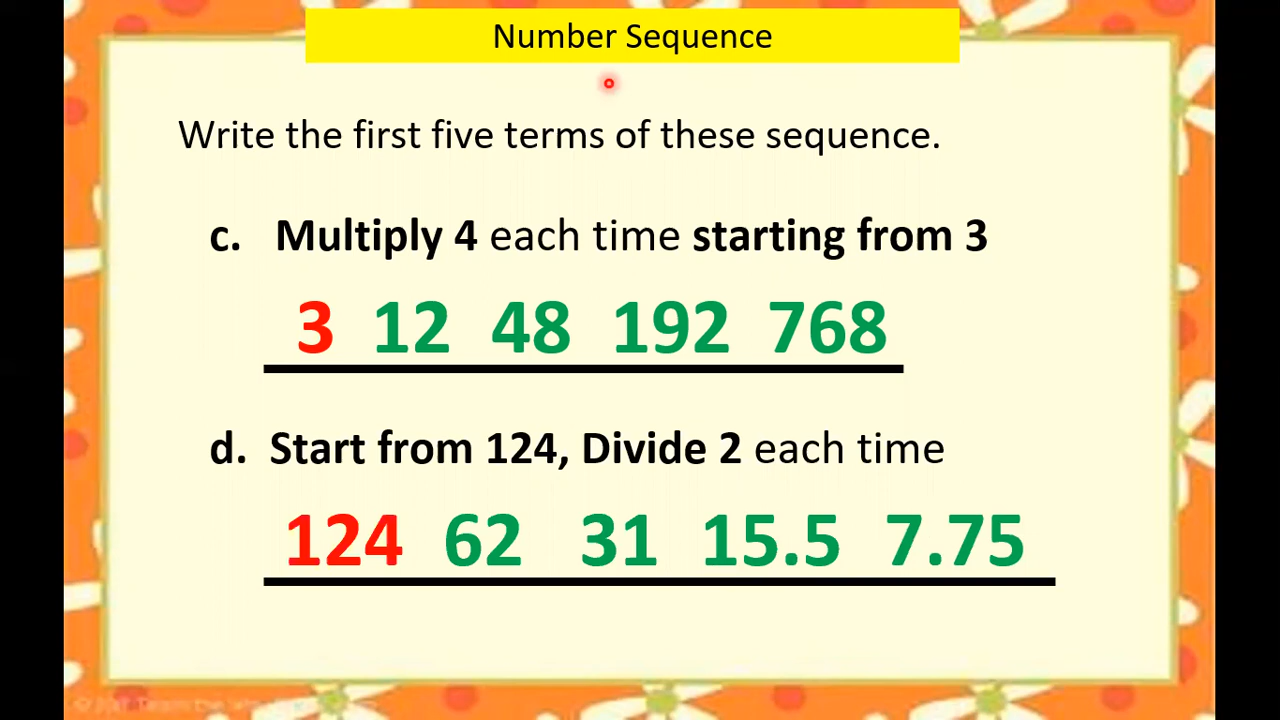 Number Sequence
Write the first five terms of these sequence.
c. Multiply 4 each time starting from 3
3 12 48 192 768
d. Start from 124, Divide 2 each time
124 62 31 15.5 7.75